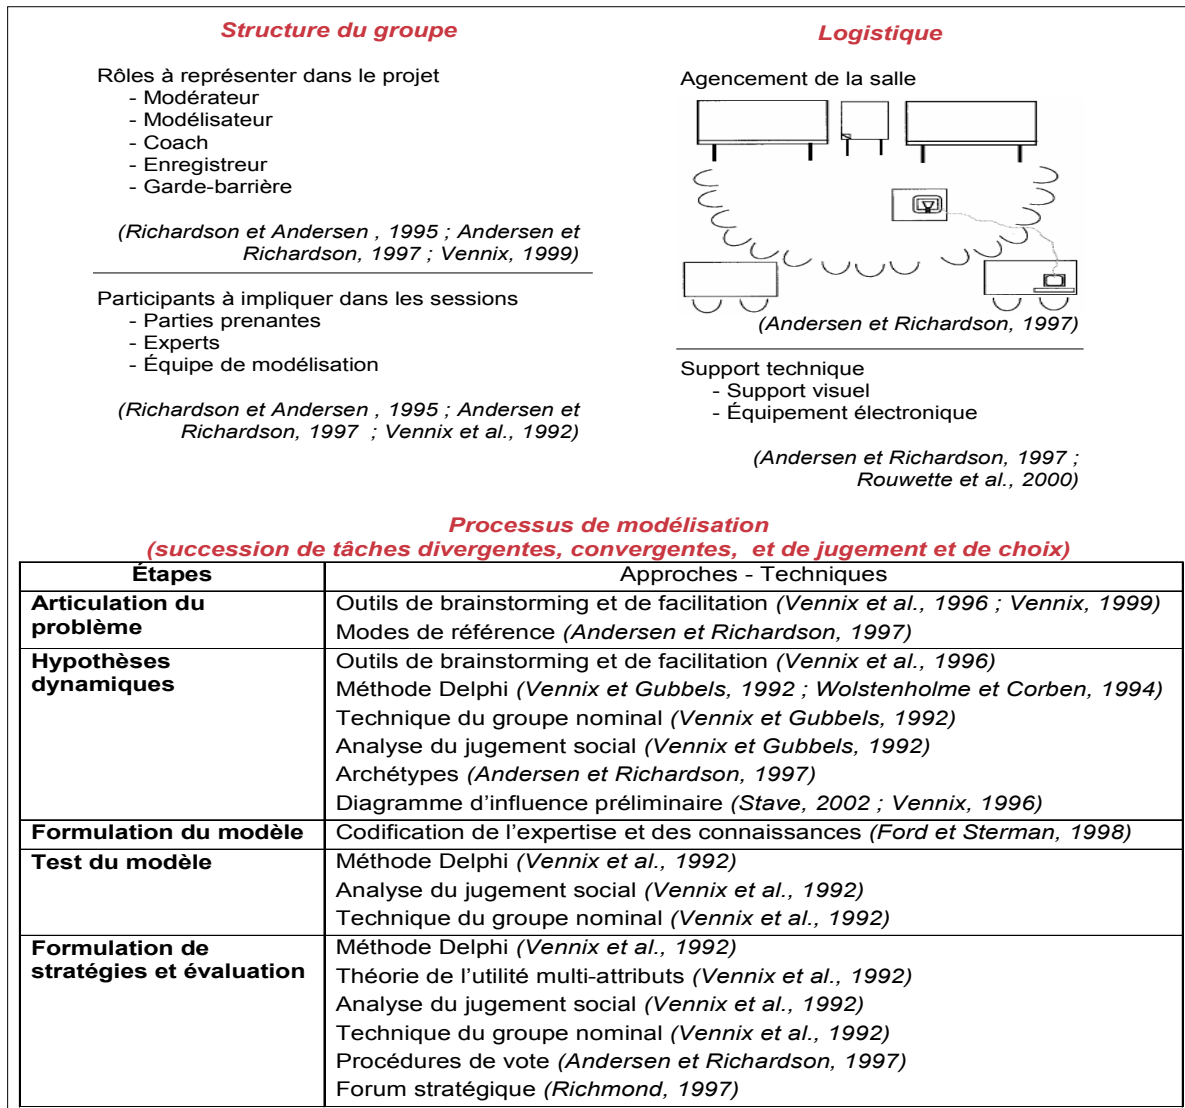 Structure du groupe
Rôles à représenter dans le projet
- Modérateur
- Modélisateur
- Coach
- Enregistreur
- Garde-barrière
(Richardson et Andersen , 1995 ; Andersen et
Richardson, 1997 ; Vennix, 1999)
Participants à impliquer dans les sessions
- Parties prenantes
- Experts
- Équipe de modélisation
(Richardson et Andersen , 1995 ; Andersen et
Richardson, 1997  ; Vennix et al., 1992)
Logistique
Agencement de la salle
(Andersen et Richardson, 1997)
Support technique
- Support visuel
- Équipement électronique
(Andersen et Richardson, 1997 ;
Rouwette et al., 2000)
Processus de modélisation
(succession de tâches divergentes, convergentes,  et de jugement et de choix)
Étapes
Approches - Techniques
Articulation du
problème
Outils de brainstorming et de facilitation (Vennix et al., 1996 ; Vennix, 1999)
Modes de référence (Andersen et Richardson, 1997)
Hypothèses
dynamiques
Outils de brainstorming et de facilitation (Vennix et al., 1996)
Méthode Delphi (Vennix et Gubbels, 1992 ; Wolstenholme et Corben, 1994)
Technique du groupe nominal (Vennix et Gubbels, 1992)
Analyse du jugement social (Vennix et Gubbels, 1992)
Archétypes (Andersen et Richardson, 1997)
Diagramme d’influence préliminaire (Stave, 2002 ; Vennix, 1996)
Formulation du modèle
Codification de l’expertise et des connaissances (Ford et Sterman, 1998)
Test du modèle
Méthode Delphi (Vennix et al., 1992)
Analyse du jugement social (Vennix et al., 1992)
Technique du groupe nominal (Vennix et al., 1992)
Formulation de
stratégies et évaluation
Méthode Delphi (Vennix et al., 1992)
Théorie de l’utilité multi-attributs (Vennix et al., 1992)
Analyse du jugement social (Vennix et al., 1992)
Technique du groupe nominal (Vennix et al., 1992)
Procédures de vote (Andersen et Richardson, 1997)
Forum stratégique (Richmond, 1997)